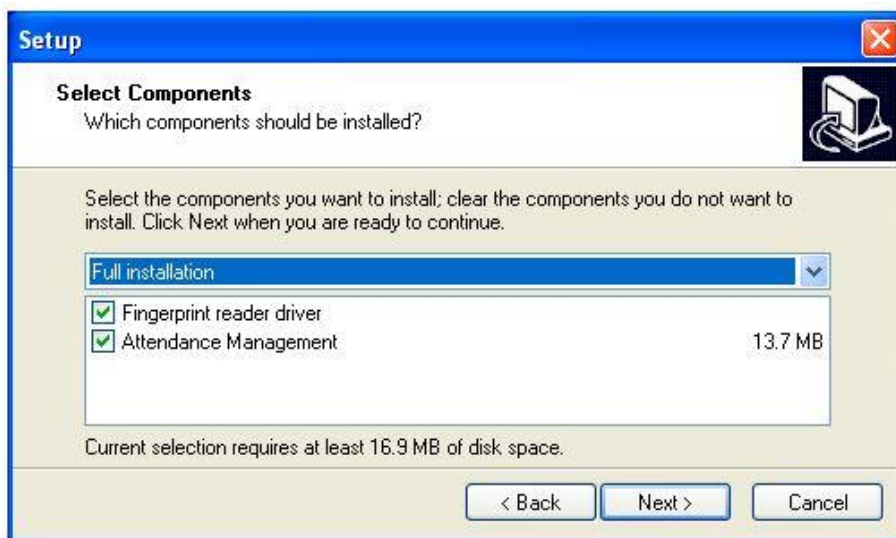 Setup
Select Components
Which components should be installed?
Select the components you want to install; clear the components you do not want to
install. Click Next when you are ready to continue.
Full installation
Fingerprint reader driver
Attendance Management 13.7 MB
Current selection requires at least 16.9 MB of disk space.
< Back Next > Cancel